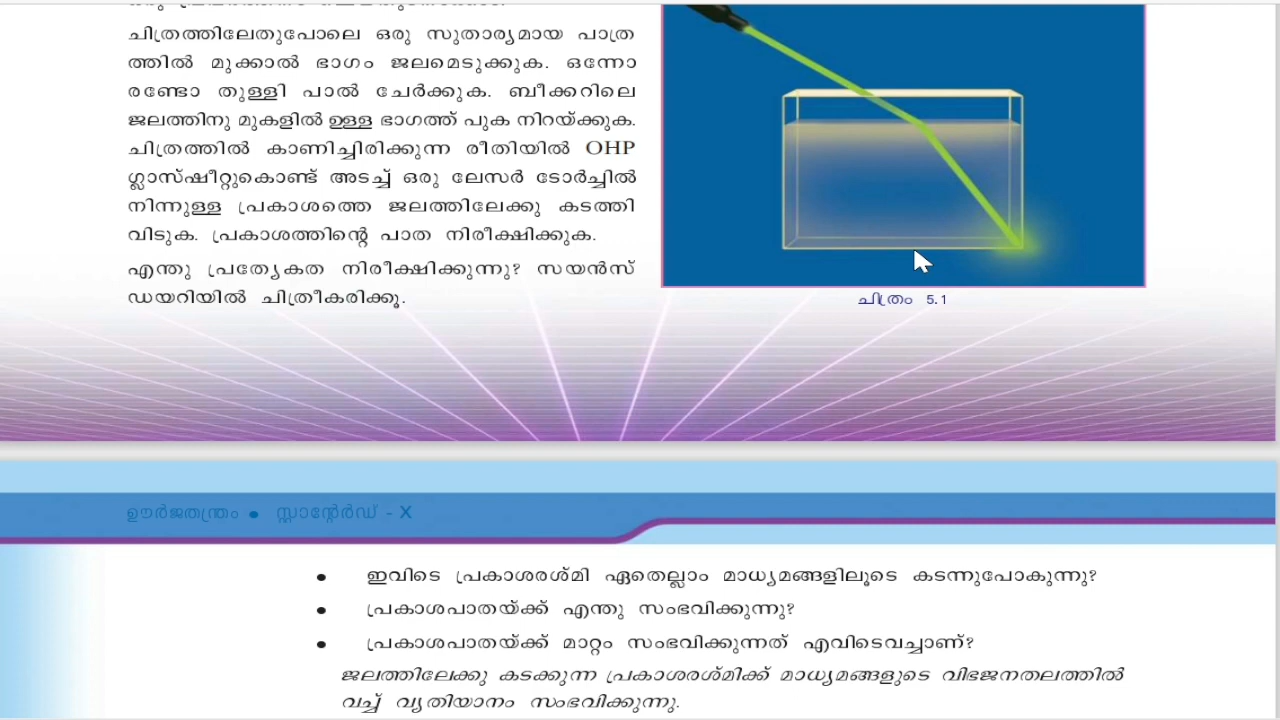 ചിത്രത്തിലേതുപോലെ ഒരു സുതാര്യമായ പാത്ര
ത്തിൽ മുക്കാൽ ഭാഗം ജലമെടുക്കുക. ഒന്നോ
രണ്ടോ തുള്ളി പാൽ ചേർക്കുക. ബീക്കറിലെ
ജലത്തിനു മുകളിൽ ഉള്ള ഭാഗത്ത് പുക നിറയ്ക്കുക.
ചിത്രത്തിൽ കാണിച്ചിരിക്കുന്ന രീതിയിൽ OHP
ഗ്ലാസ്ഷീറ്റുകൊണ്ട് അടച്ച് ഒരു ലേസർ ടോർച്ചിൽ
നിന്നുള്ള പ്രകാശത്തെ ജലത്തിലേക്കു കടത്തി
വിടുക. പ്രകാശത്തിന്റെ പാത നിരീക്ഷിക്കുക.
എന്തു പ്രത്യേകത നിരീക്ഷിക്കുന്നു? സയൻസ്
ഡയറിയിൽ ചിത്രീകരിക്കൂ.
ചിത്രം 5.1
ഊർജതന്ത്രം ● സ്റ്റാന്റേർഡ് - X
● ഇവിടെ പ്രകാശരശ്മി ഏതെല്ലാം മാധ്യമങ്ങളിലൂടെ കടന്നുപോകുന്നു?
● പ്രകാശപാതയ്ക്ക് എന്തു സംഭവിക്കുന്നു?
● പ്രകാശപാതയ്ക്ക് മാറ്റം സംഭവിക്കുന്നത് എവിടെവച്ചാണ്?
ജലത്തിലേക്കു കടക്കുന്ന പ്രകാശരശ്മിക്ക് മാധ്യമങ്ങളുടെ വിഭജനതലത്തിൽ
വച്ച് വ്യതിയാനം സംഭവിക്കുന്നു.